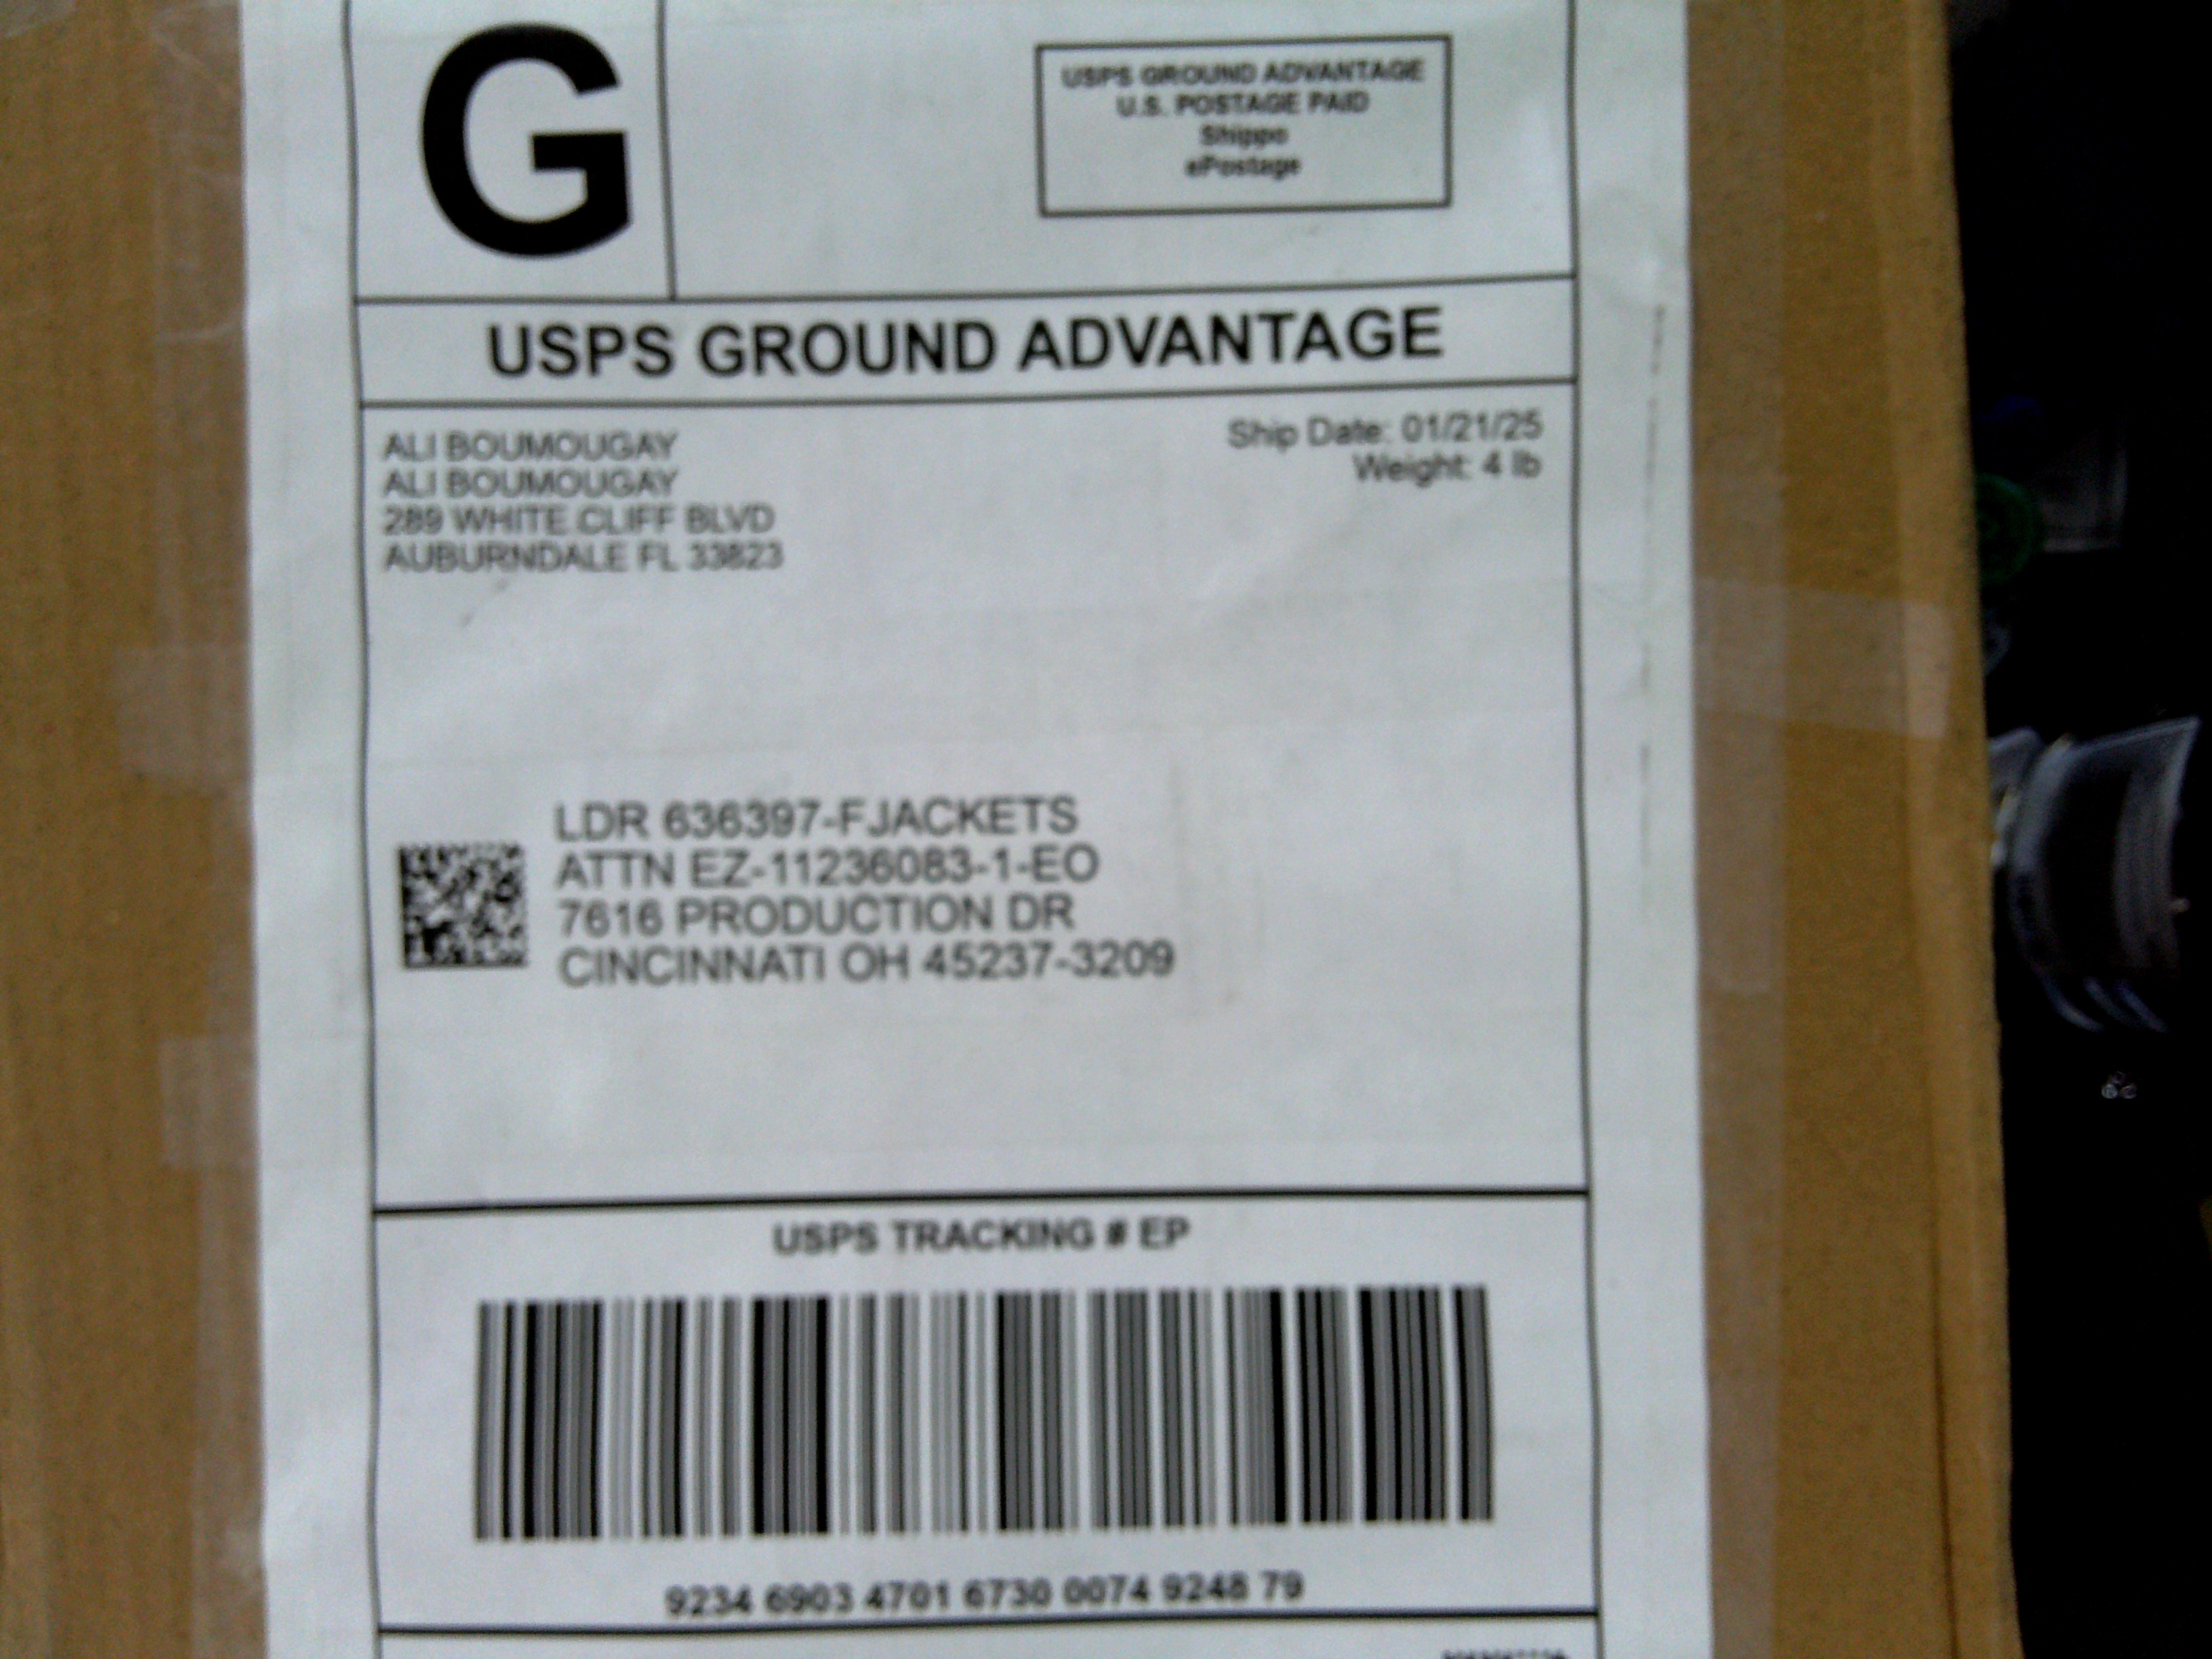 G
USPS GROUND ADVANTAGE
U.S. POSTAGE PAID
Shippo
ePostage
USPS GROUND ADVANTAGE
ALI BOUMOUGAY
ALI BOUMOUGAY
289 WHITE CLIFF BLVD
AUBURNDALE FL 33823
Ship Date: 01/21/25
Weight: 4 lb
LDR 636397-FJACKETS
ATTN EZ-11236083-1-EO
7616 PRODUCTION DR
CINCINNATI OH 45237-3209
USPS TRACKING # EP
9234 6903 4701 6730 0074 9248 79